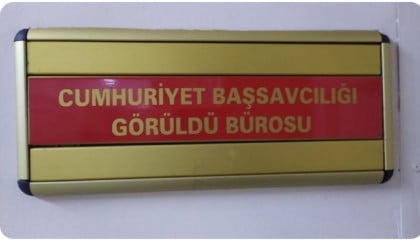 CUMHURİYET BAŞSAVCILIĞI
GÖRÜLDÜ BÜROSU